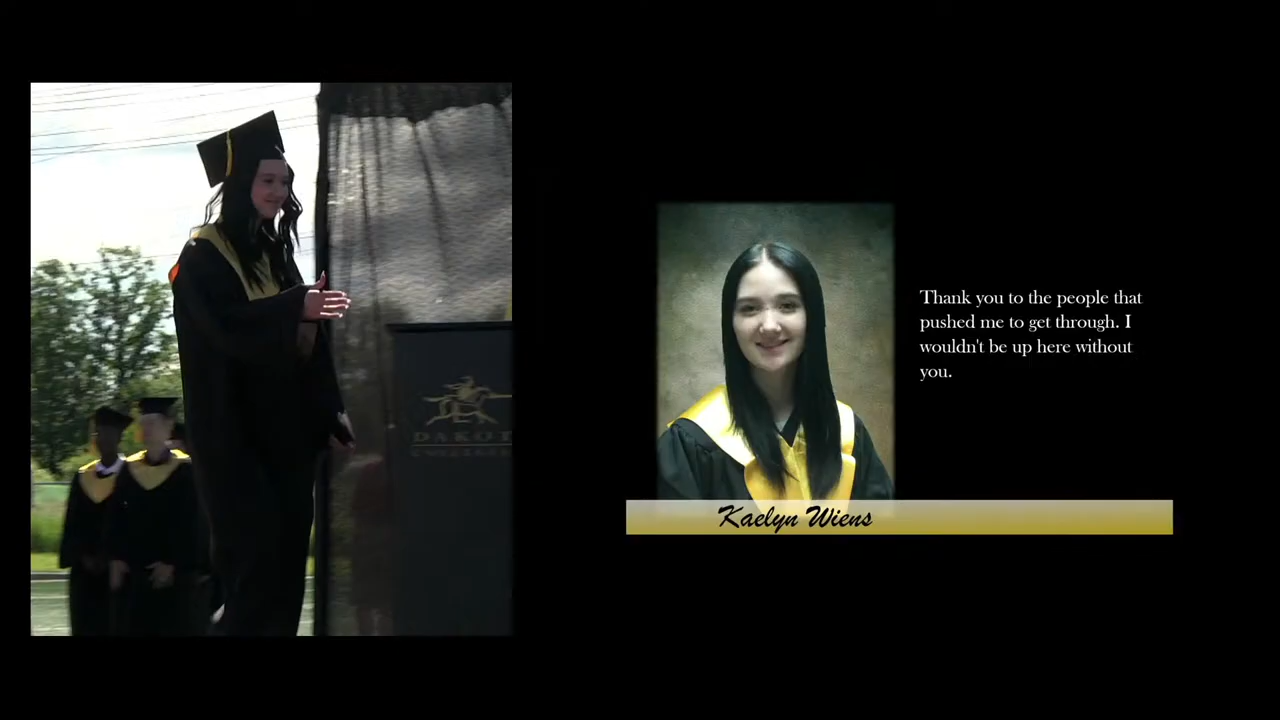 DAKOT
Thank you to the people that
pushed me to get through. I
wouldn't be up here without
you.
Kaelyn Wiens